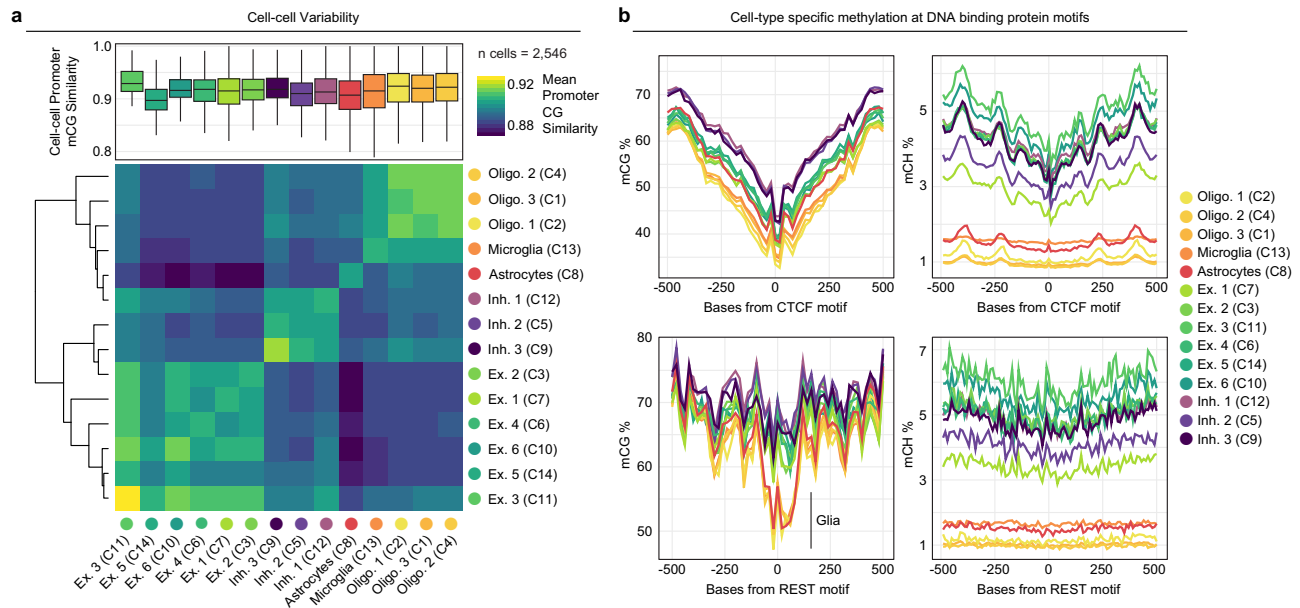 a
Cell-cell Variability
Cell-cell Promoter
mCG Similarity
1.0
0.9
0.8
n cells = 2,546
0.92
0.88
Mean
Promoter
CG
Similarity
Oligo. 2 (C4)
Oligo. 3 (C1)
Oligo. 1 (C2)
Microglia (C13)
Astrocytes (C8)
Inh. 1 (C12)
Inh. 2 (C5)
Inh. 3 (C9)
Ex. 2 (C3)
Ex. 1 (C7)
Ex. 4 (C6)
Ex. 6 (C10)
Ex. 5 (C14)
Ex. 3 (C11)
Ex. 3 (C11)
Ex. 5 (C14)
Ex. 6 (C10)
Ex. 4 (C6)
Ex. 1 (C7)
Ex. 2 (C3)
Inh. 3 (C9)
Inh. 2 (C5)
Inh. 1 (C12)
Astrocytes (C8)
Microglia (C13)
Oligo. 1 (C2)
Oligo. 3 (C1)
Oligo. 2 (C4)
b
Cell-type specific methylation at DNA binding protein motifs
mCG %
70
60
50
40
-500 -250 0 250 500
Bases from CTCF motif
mCH %
5
3
1
-500 -250 0 250 500
Bases from CTCF motif
mCG %
80
70
60
50
Glia
-500 -250 0 250 500
Bases from REST motif
mCH %
7
5
3
1
-500 -250 0 250 500
Bases from REST motif
Oligo. 1 (C2)
Oligo. 2 (C4)
Oligo. 3 (C1)
Microglia (C13)
Astrocytes (C8)
Ex. 1 (C7)
Ex. 2 (C3)
Ex. 3 (C11)
Ex. 4 (C6)
Ex. 5 (C14)
Ex. 6 (C10)
Inh. 1 (C12)
Inh. 2 (C5)
Inh. 3 (C9)